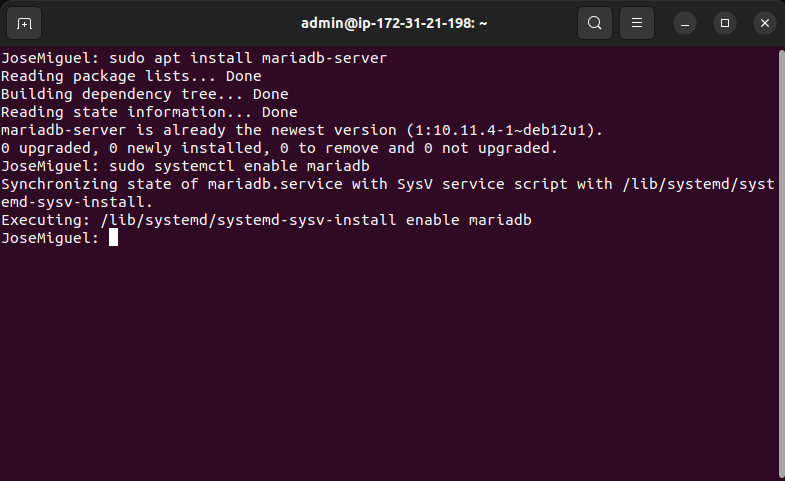 admin@ip-172-31-21-198: ~
JoseMiguel: sudo apt install mariadb-server
Reading package lists... Done
Building dependency tree... Done
Reading state information... Done
mariadb-server is already the newest version (1:10.11.4-1~deb12u1).
0 upgraded, 0 newly installed, 0 to remove and 0 not upgraded.
JoseMiguel: sudo systemctl enable mariadb
Synchronizing state of mariadb.service with SysV service script with /lib/systemd/syst
emd-sysv-install.
Executing: /lib/systemd/systemd-sysv-install enable mariadb
JoseMiguel: